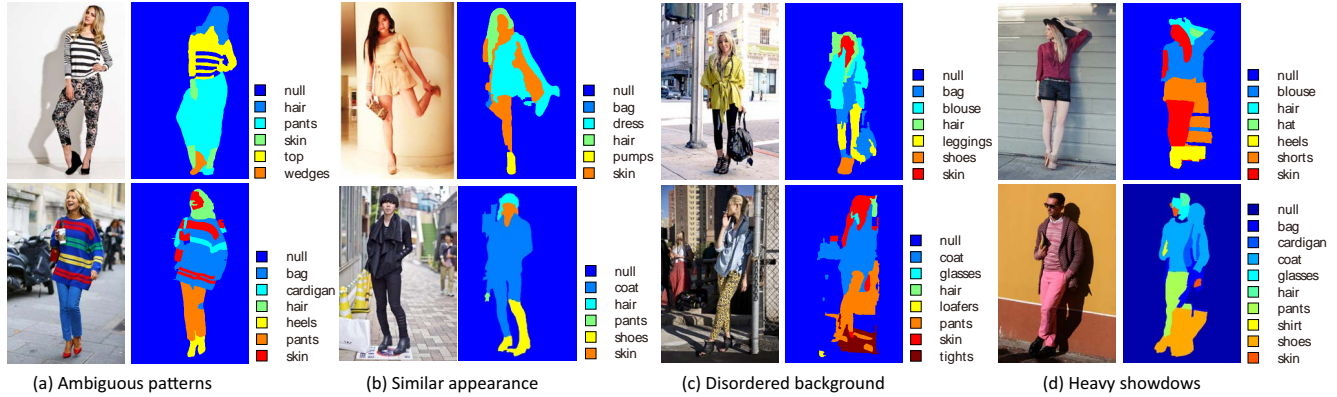 null
hair
pants
skin
top
wedges
null
bag
dress
hair
pumps
skin
null
bag
blouse
hair
leggings
shoes
skin
null
blouse
hair
hat
heels
shorts
skin
null
bag
cardigan
hair
heels
pants
skin
null
coat
hair
pants
shoes
skin
null
coat
glasses
hair
loafers
pants
skin
tights
null
bag
cardigan
coat
glasses
hair
pants
shirt
shoes
skin
(a) Ambiguous patterns
(b) Similar appearance
(c) Disordered background
(d) Heavy showdows